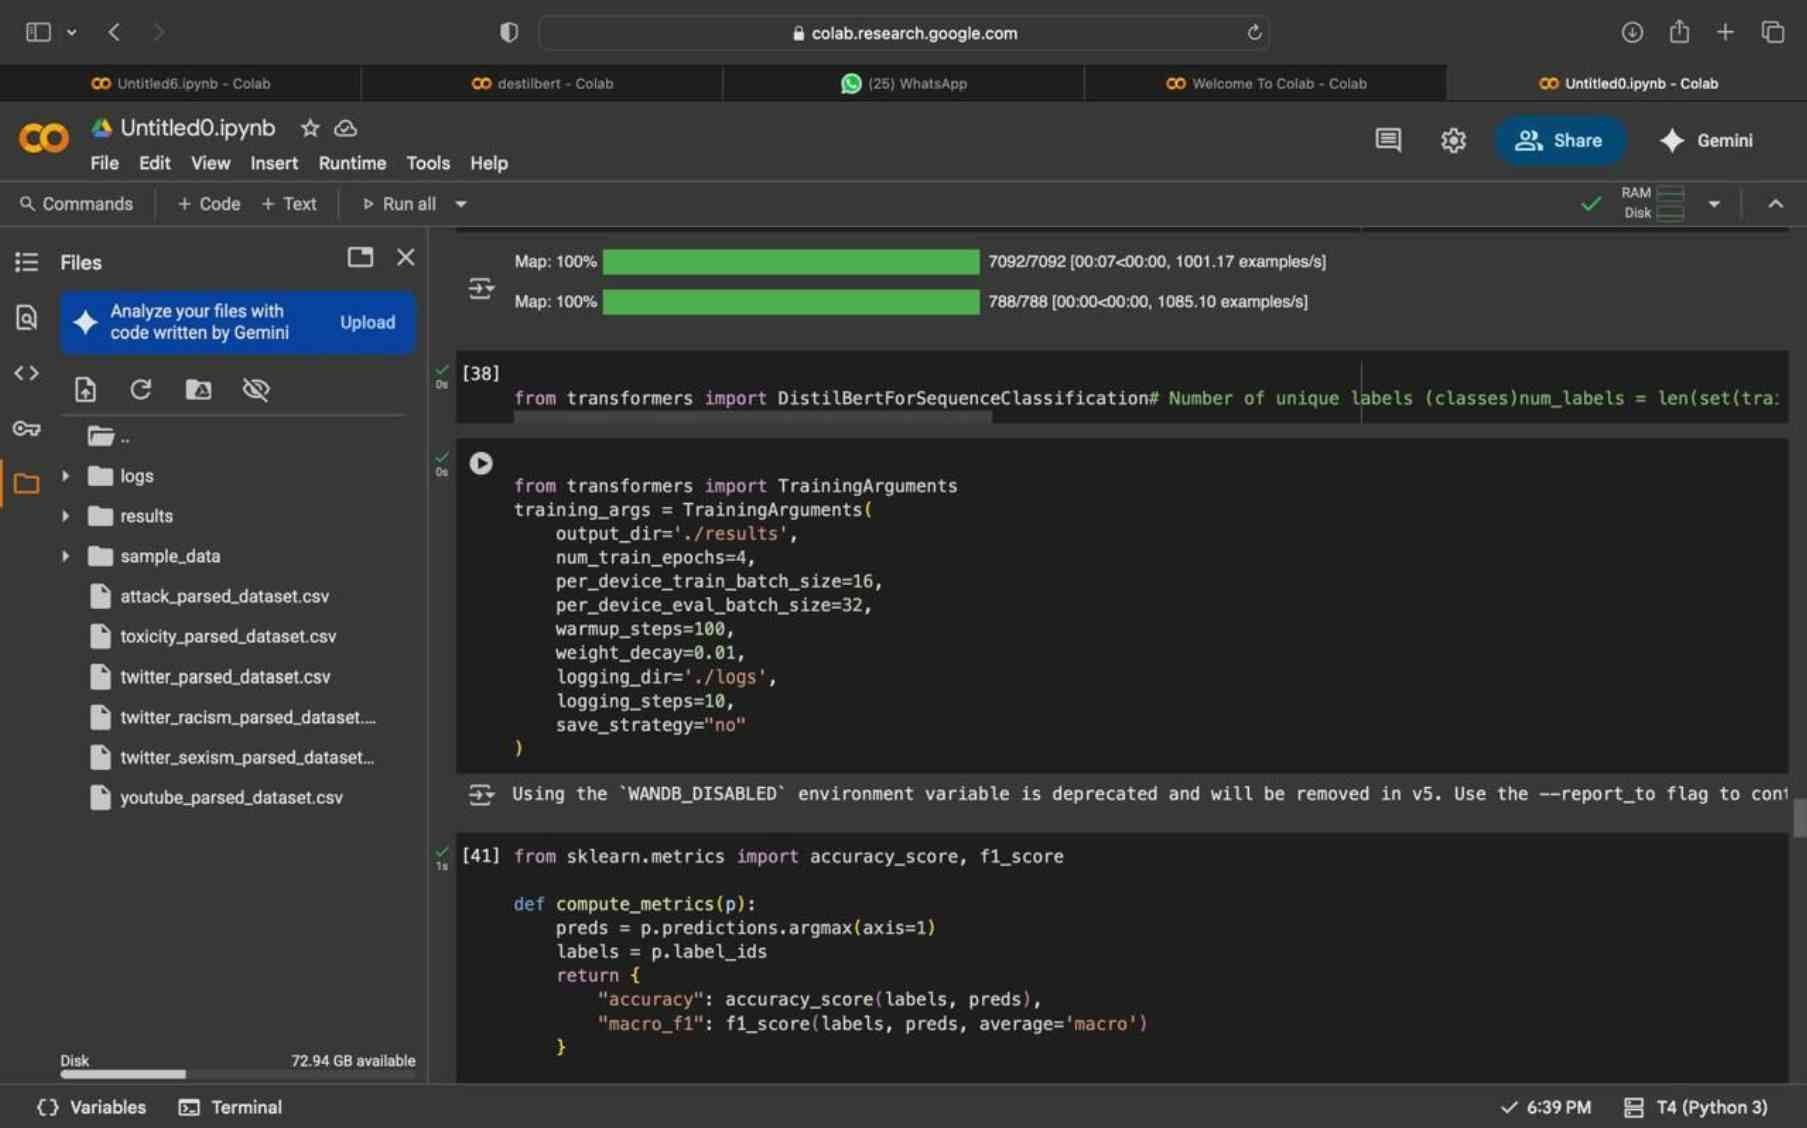 colab.research.google.com
Untitled6.ipynb - Colab
destilbert - Colab
(25) WhatsApp
Welcome To Colab - Colab
Untitled0.ipynb - Colab
Untitled0.ipynb
File Edit View Insert Runtime Tools Help
Share
Gemini
Commands
+ Code + Text
Run all
RAM
Disk
Files
Analyze your files with
code written by Gemini
Upload
..
logs
results
sample_data
attack_parsed_dataset.csv
toxicity_parsed_dataset.csv
twitter_parsed_dataset.csv
twitter_racism_parsed_dataset....
twitter_sexism_parsed_dataset...
youtube_parsed_dataset.csv
Disk 72.94 GB available
Map: 100% 7092/7092 [00:07<00:00, 1001.17 examples/s]
Map: 100% 788/788 [00:00<00:00, 1085.10 examples/s]
0s
[38]
from transformers import DistilBertForSequenceClassification# Number of unique labels (classes)num_labels = len(set(tra
0s
from transformers import TrainingArguments
training_args = TrainingArguments(
    output_dir='./results',
    num_train_epochs=4,
    per_device_train_batch_size=16,
    per_device_eval_batch_size=32,
    warmup_steps=100,
    weight_decay=0.01,
    logging_dir='./logs',
    logging_steps=10,
    save_strategy="no"
)
Using the `WANDB_DISABLED` environment variable is deprecated and will be removed in v5. Use the --report_to flag to cont
1s
[41] from sklearn.metrics import accuracy_score, f1_score
def compute_metrics(p):
    preds = p.predictions.argmax(axis=1)
    labels = p.label_ids
    return {
        "accuracy": accuracy_score(labels, preds),
        "macro_f1": f1_score(labels, preds, average='macro')
    }
Variables
Terminal
6:39 PM
T4 (Python 3)